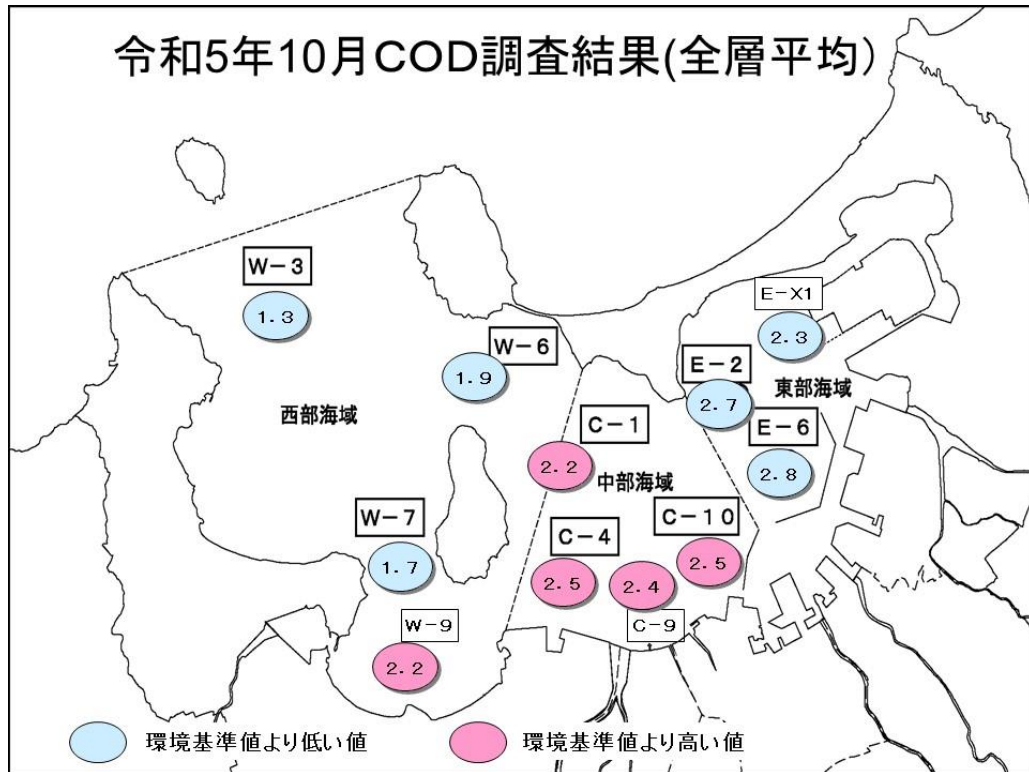 令和5年10月COD調査結果(全層平均)
W-3
1.3
E-X1
2.3
W-6
1.9
E-2
2.7
東部海域
西部海域
C-1
2.2
E-6
2.8
中部海域
W-7
1.7
C-4
2.5
C-10
2.5
2.4
C-9
W-9
2.2
環境基準値より低い値
環境基準値より高い値